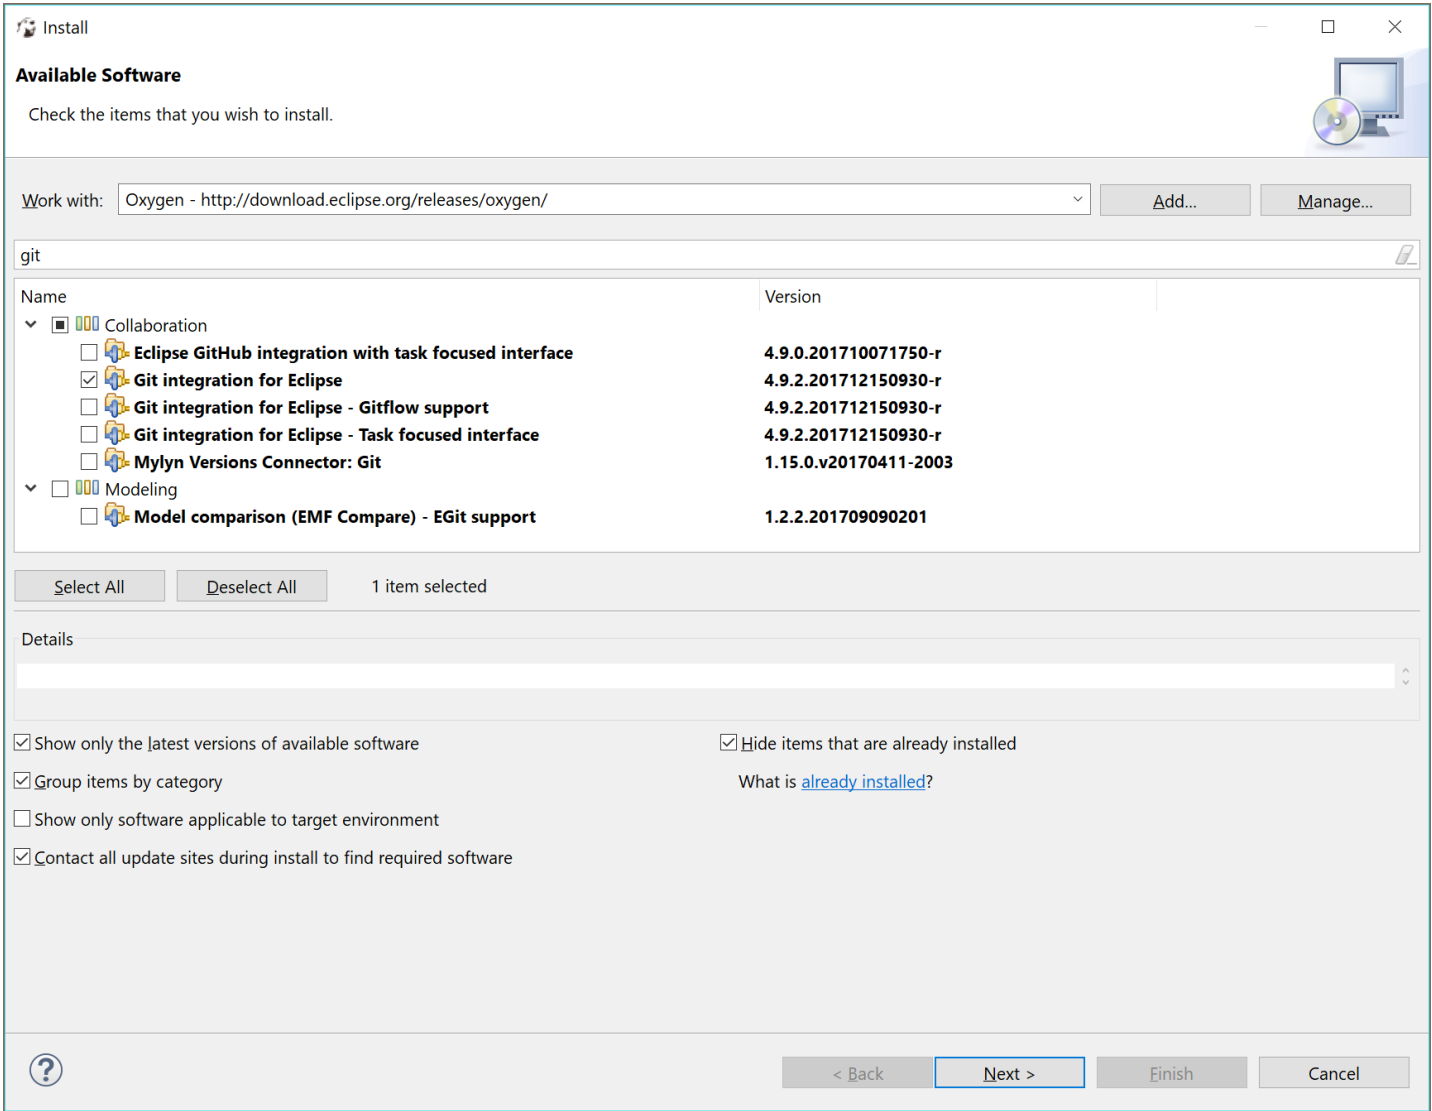 Install
Available Software
Check the items that you wish to install.
Work with: Oxygen - http://download.eclipse.org/releases/oxygen/ Add... Manage...
git
Name Version
Collaboration
Eclipse GitHub integration with task focused interface 4.9.0.201710071750-r
Git integration for Eclipse 4.9.2.201712150930-r
Git integration for Eclipse - Gitflow support 4.9.2.201712150930-r
Git integration for Eclipse - Task focused interface 4.9.2.201712150930-r
Mylyn Versions Connector: Git 1.15.0.v20170411-2003
Modeling
Model comparison (EMF Compare) - EGit support 1.2.2.201709090201
Select All Deselect All 1 item selected
Details
Show only the latest versions of available software Hide items that are already installed
Group items by category What is already installed?
Show only software applicable to target environment
Contact all update sites during install to find required software
? < Back Next > Finish Cancel